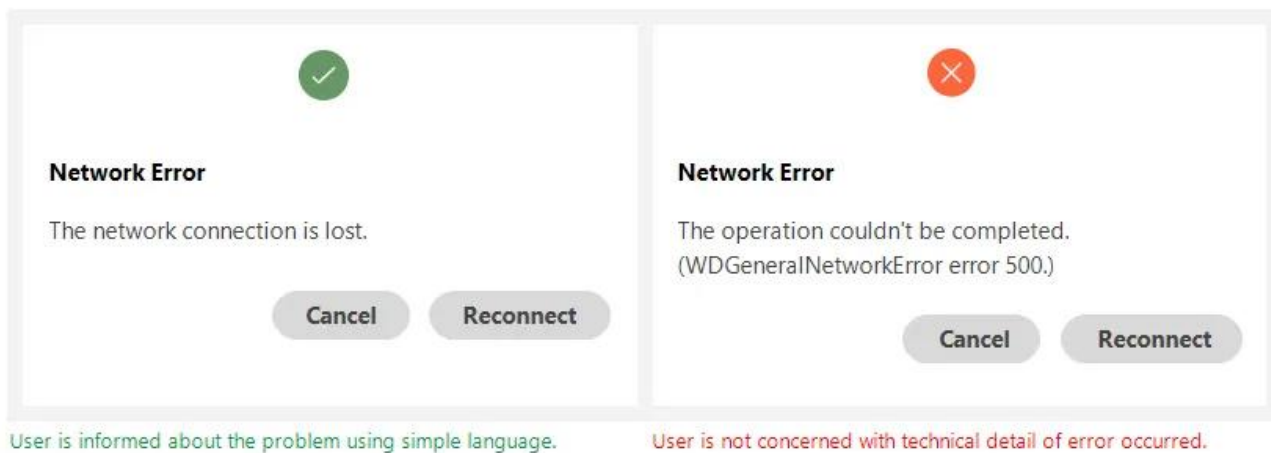 Network Error
The network connection is lost.
Cancel
Reconnect
User is informed about the problem using simple language.
Network Error
The operation couldn't be completed.
(WDGeneralNetworkError error 500.)
Cancel
Reconnect
User is not concerned with technical detail of error occurred.